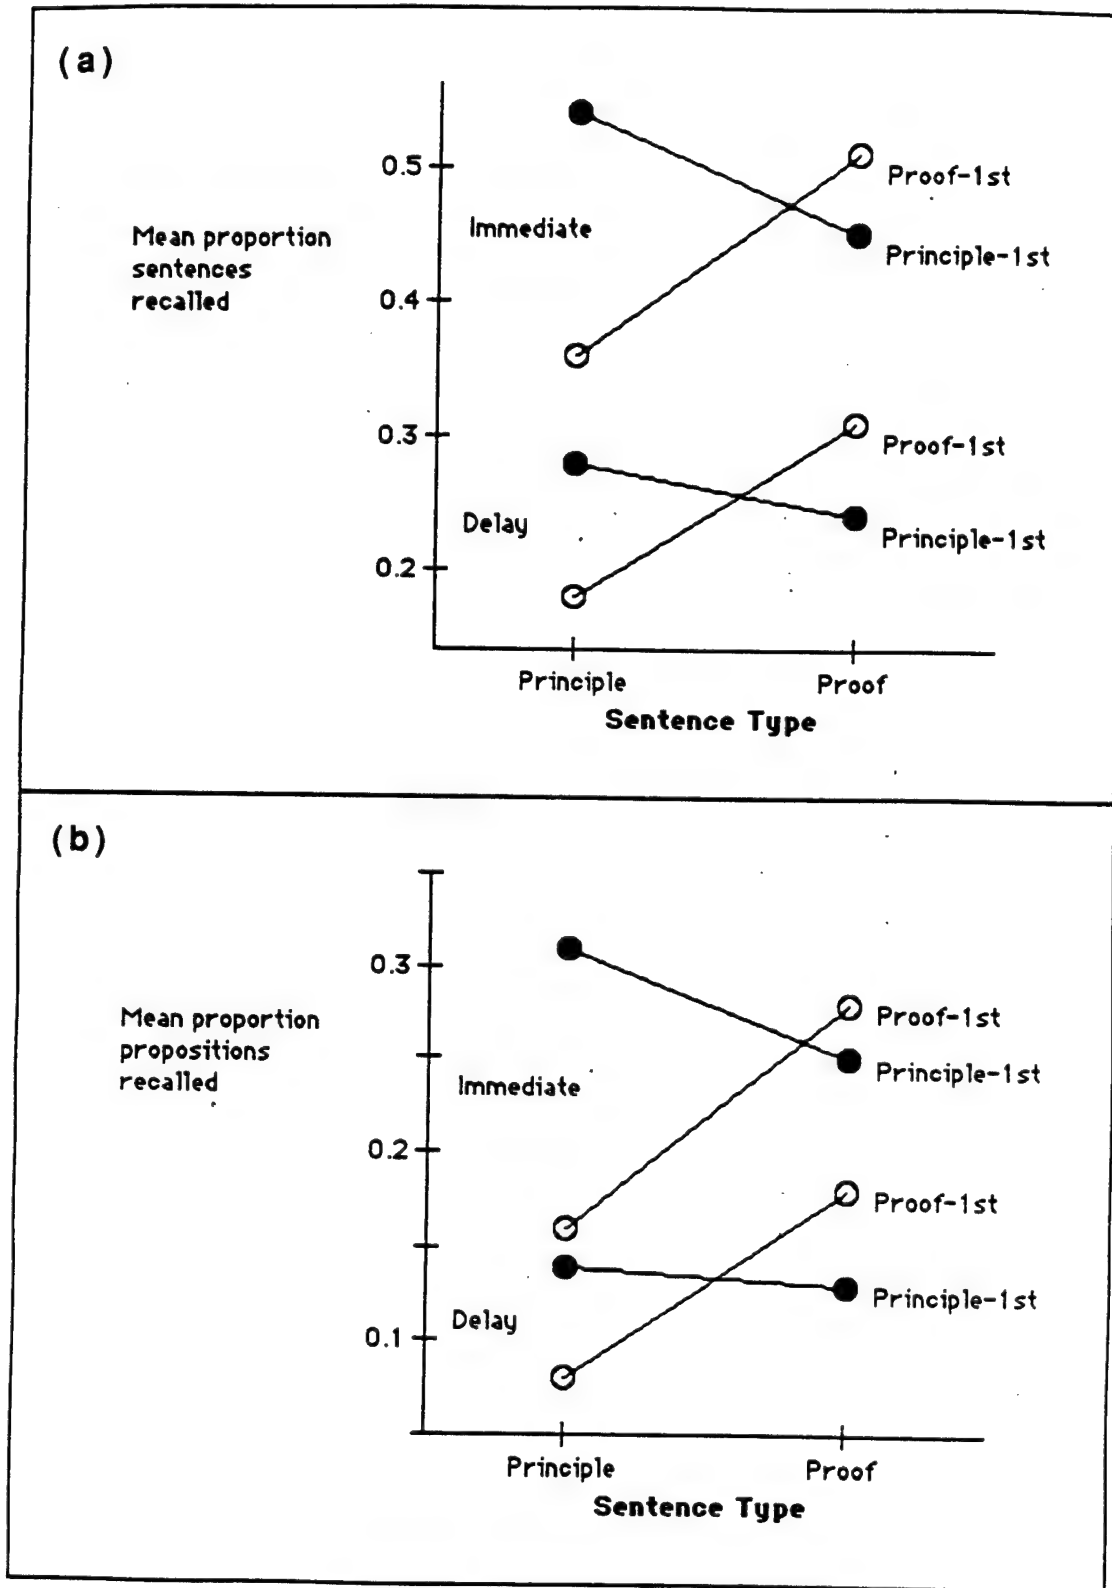 (a)
0.5
Proof-1st
Immediate
Mean proportion
sentences
recalled
Principle-1st
0.4
0.3
Proof-1st
Delay
Principle-1st
0.2
Principle
Proof
Sentence Type
(b)
0.3
Mean proportion
propositions
recalled
Proof-1st
Immediate
Principle-1st
0.2
Proof-1st
Delay
Principle-1st
0.1
Principle
Proof
Sentence Type